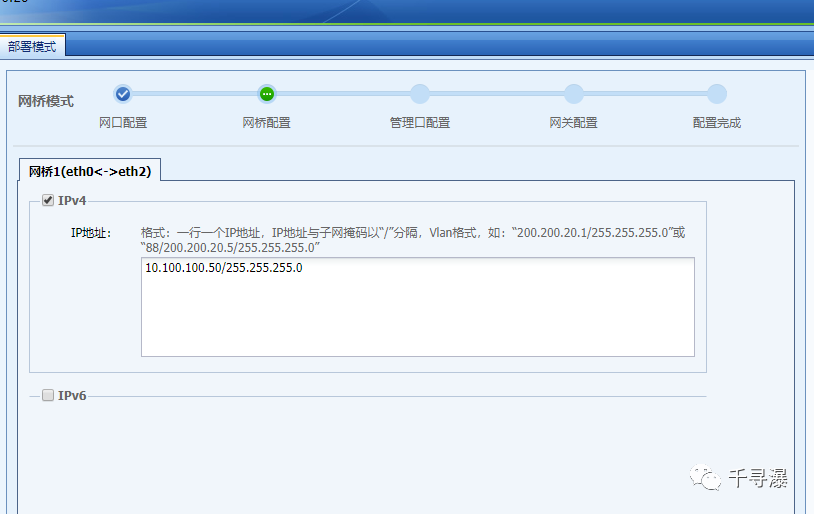 部署模式
网桥模式
网口配置
网桥配置
管理口配置
网关配置
配置完成
网桥1(eth0<->eth2)
IPv4
IP地址：
格式：一行一个IP地址，IP地址与子网掩码以“/”分隔，Vlan格式，如：“200.200.20.1/255.255.255.0”或
“88/200.200.20.5/255.255.255.0”
10.100.100.50/255.255.255.0
IPv6
千寻瀑